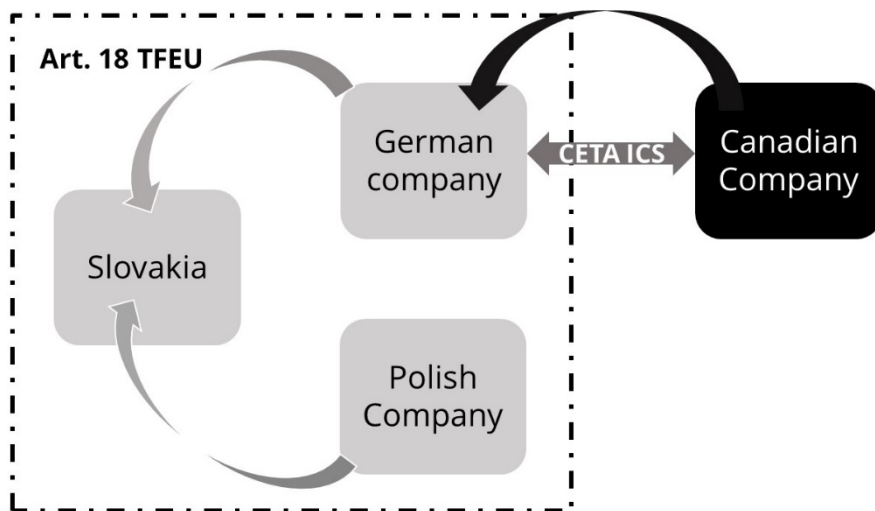 Art. 18 TFEU
German
company
CETA ICS
Canadian
Company
Slovakia
Polish
Company